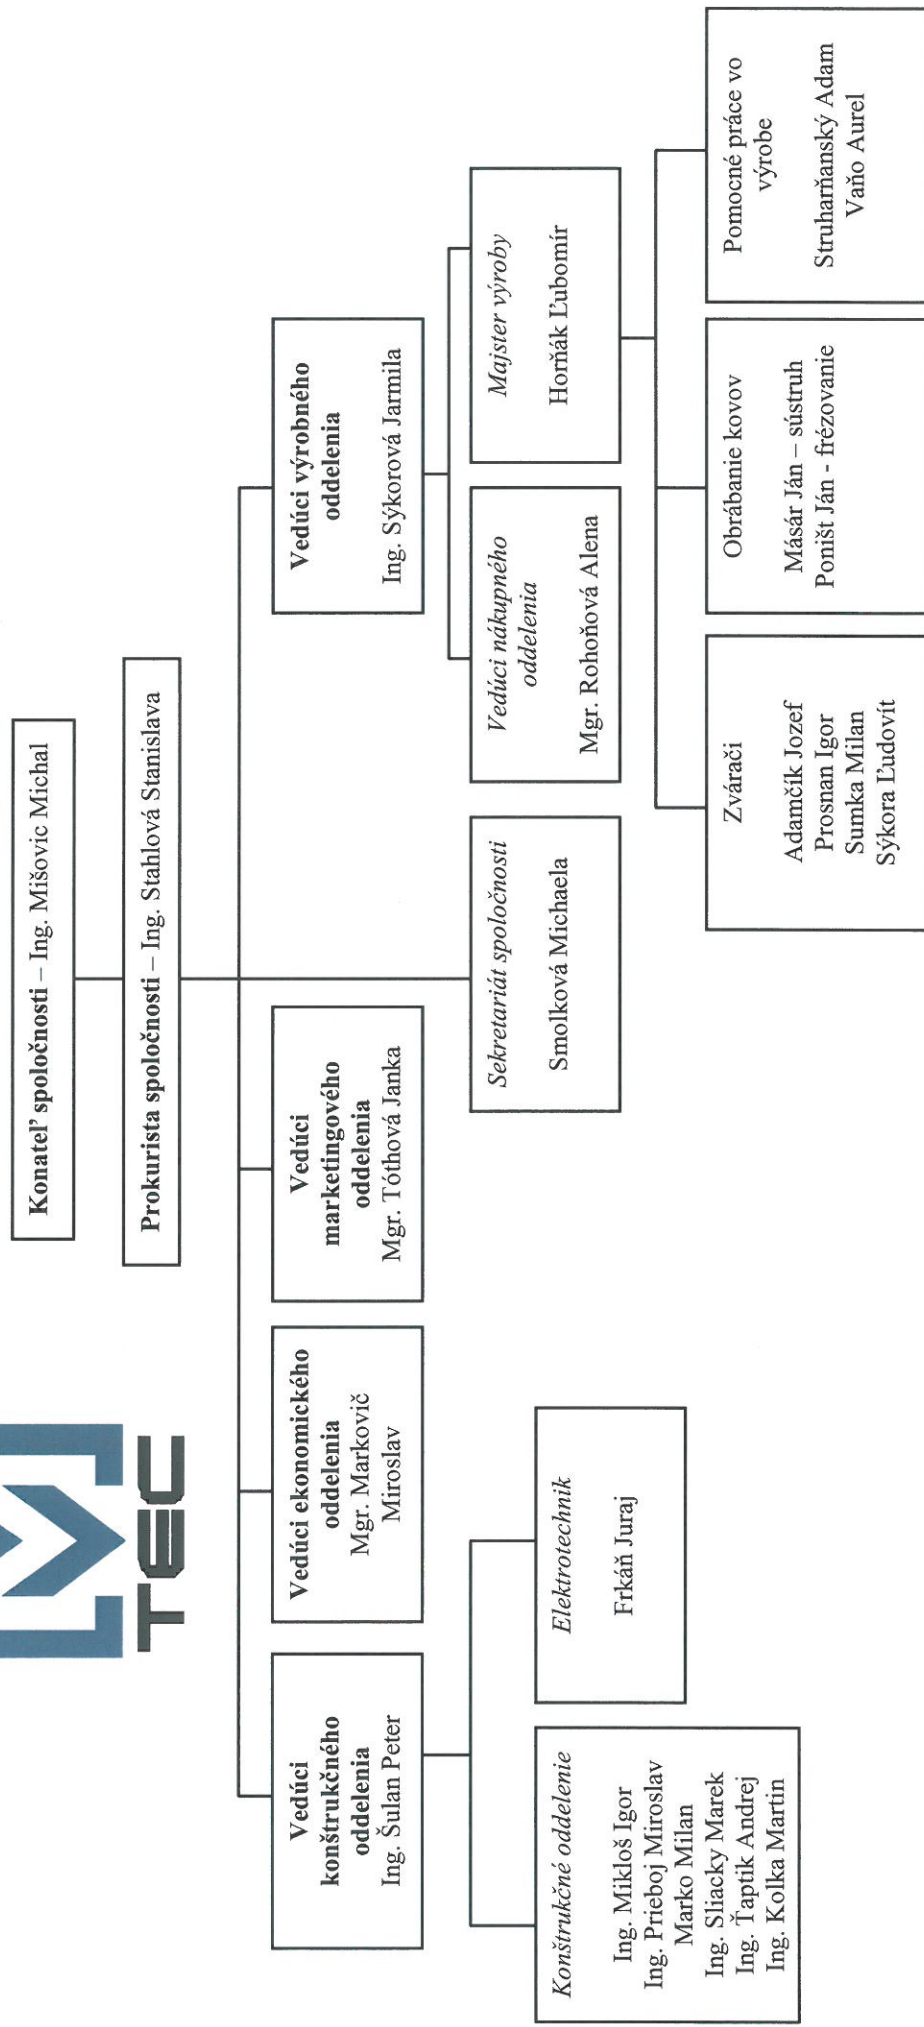 TEC
Konateľ spoločnosti – Ing. Mišovic Michal
Prokurista spoločnosti – Ing. Stahlová Stanislava
Vedúci
konštrukčného
oddelenia
Ing. Šulan Peter
Vedúci ekonomického
oddelenia
Mgr. Markovič
Miroslav
Vedúci
marketingového
oddelenia
Mgr. Tóthová Janka
Vedúci výrobného
oddelenia
Ing. Sýkorová Jarmila
Sekretariát spoločnosti
Smolková Michaela
Vedúci nákupného
oddelenia
Mgr. Rohoňová Alena
Majster výroby
Horňák Ľubomír
Konštrukčné oddelenie
Ing. Mikloš Igor
Ing. Prieboj Miroslav
Marko Milan
Ing. Sliacky Marek
Ing. Ťaptik Andrej
Ing. Kolka Martin
Elektrotechnik
Frkáň Juraj
Zvárači
Adamčík Jozef
Prosnan Igor
Sumka Milan
Sýkora Ľudovít
Obrábanie kovov
Másár Ján – sústruh
Poništ Ján - frézovanie
Pomocné práce vo
výrobe
Struharňanský Adam
Vaňo Aurel